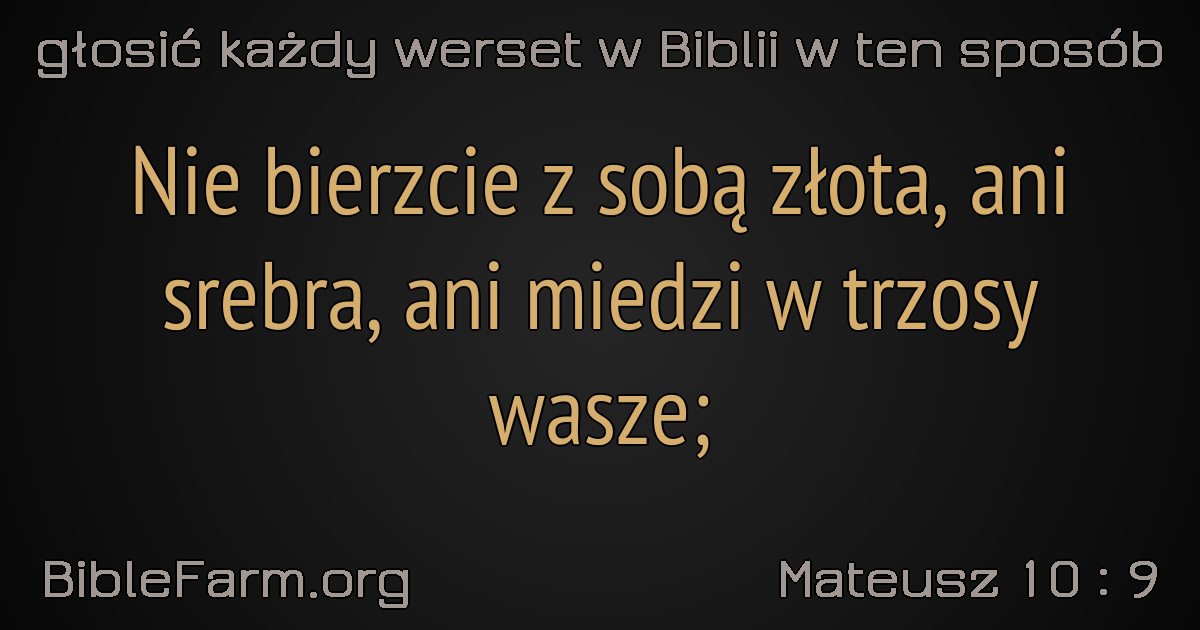 głosić każdy werset w Biblii w ten sposób
Nie bierzcie z sobą złota, ani
srebra, ani miedzi w trzosy
wasze;
BibleFarm.org
Mateusz 10 : 9